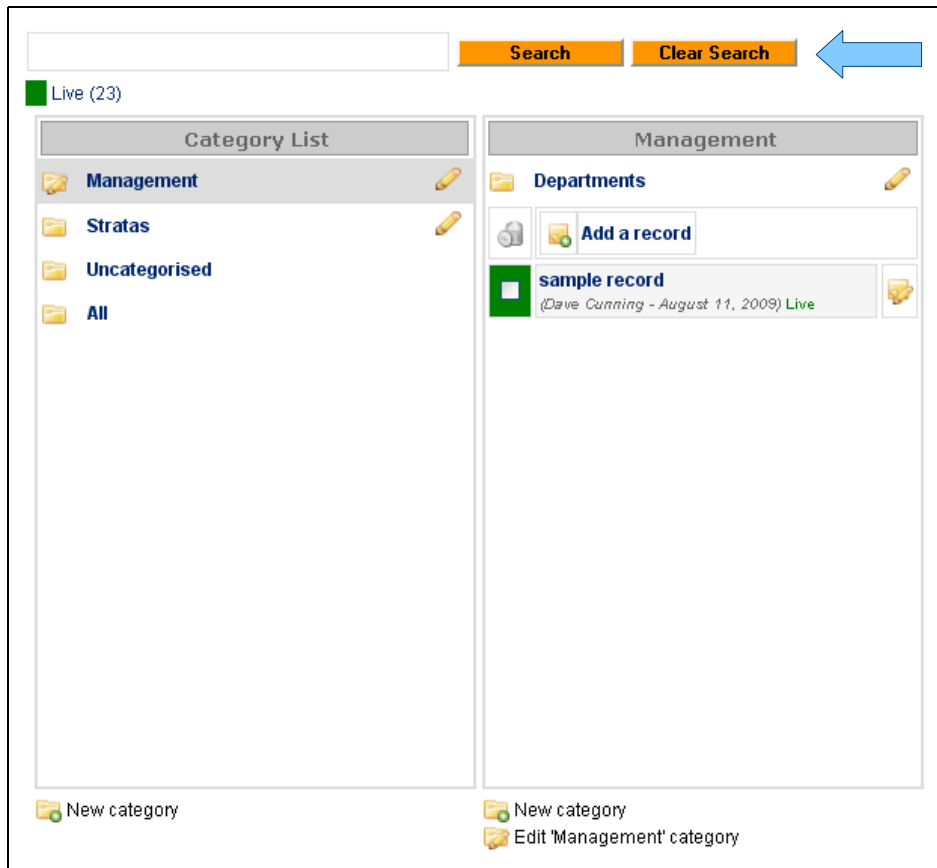 Search Clear Search
Live (23)
Category List
Management
Stratas
Uncategorised
All
New category
Management
Departments
Add a record
sample record
(Dave Cunning - August 11, 2009) Live
New category
Edit 'Management' category